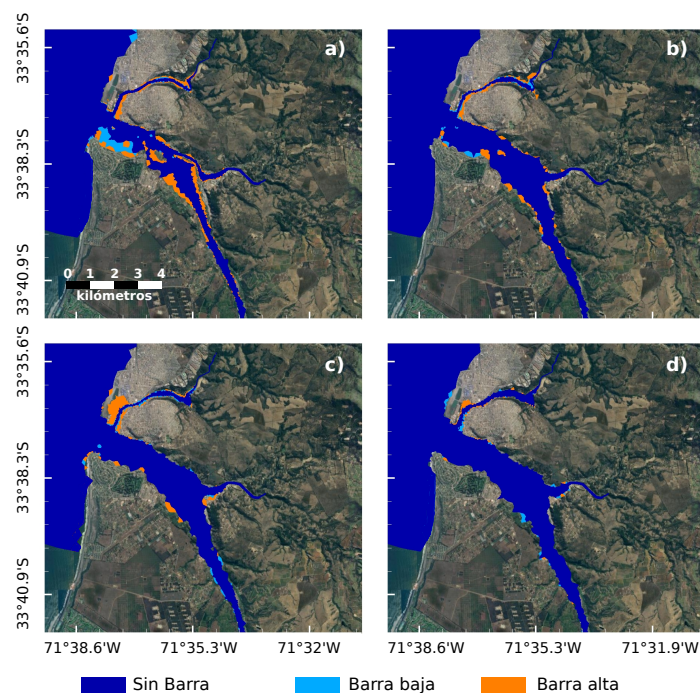 a)
b)
33°35.6'S
33°38.3'S
33°40.9'S
0 1 2 3 4
kilómetros
c)
d)
33°35.6'S
33°38.3'S
33°40.9'S
71°38.6'W 71°35.3'W 71°32'W 71°38.6'W 71°35.3'W 71°31.9'W
Sin Barra Barra baja Barra alta